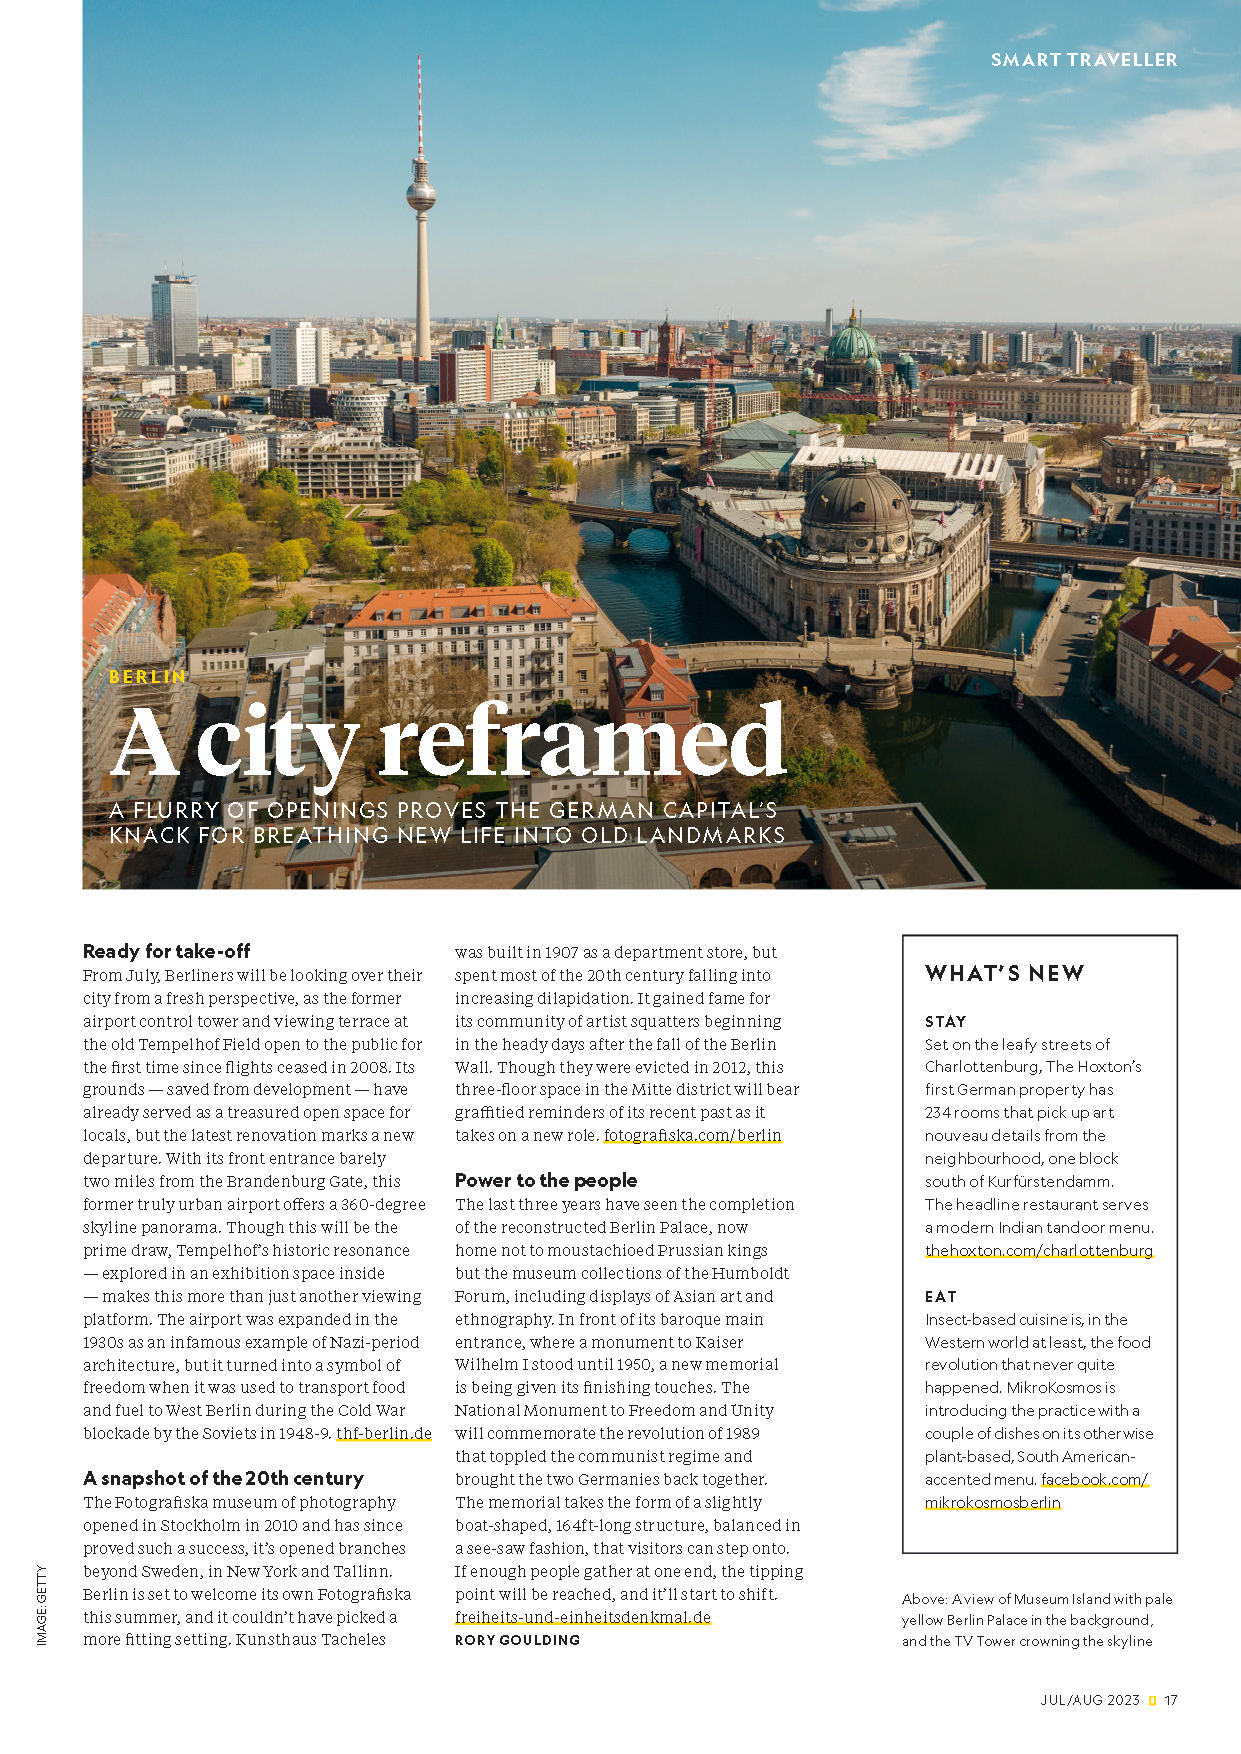 SMART TRAVELLER
BERLIN
A city reframed
A FLURRY OF OPENINGS PROVES THE GERMAN CAPITAL'S
KNACK FOR BREATHING NEW LIFE INTO OLD LANDMARKS
Ready for take-off
From July, Berliners will be looking over their
city from a fresh perspective, as the former
airport control tower and viewing terrace at
the old Tempelhof Field open to the public for
the first time since flights ceased in 2008. Its
grounds — saved from development — have
already served as a treasured open space for
locals, but the latest renovation marks a new
departure. With its front entrance barely
two miles from the Brandenburg Gate, this
former truly urban airport offers a 360-degree
skyline panorama. Though this will be the
prime draw, Tempelhof's historic resonance
— explored in an exhibition space inside
— makes this more than just another viewing
platform. The airport was expanded in the
1930s as an infamous example of Nazi-period
architecture, but it turned into a symbol of
freedom when it was used to transport food
and fuel to West Berlin during the Cold War
blockade by the Soviets in 1948-9. thf-berlin.de
A snapshot of the 20th century
The Fotografiska museum of photography
opened in Stockholm in 2010 and has since
proved such a success, it's opened branches
beyond Sweden, in New York and Tallinn.
Berlin is set to welcome its own Fotografiska
this summer, and it couldn't have picked a
more fitting setting. Kunsthaus Tacheles
was built in 1907 as a department store, but
spent most of the 20th century falling into
increasing dilapidation. It gained fame for
its community of artist squatters beginning
in the heady days after the fall of the Berlin
Wall. Though they were evicted in 2012, this
three-floor space in the Mitte district will bear
graffitied reminders of its recent past as it
takes on a new role. fotografiska.com/berlin
Power to the people
The last three years have seen the completion
of the reconstructed Berlin Palace, now
home not to moustachioed Prussian kings
but the museum collections of the Humboldt
Forum, including displays of Asian art and
ethnography. In front of its baroque main
entrance, where a monument to Kaiser
Wilhelm I stood until 1950, a new memorial
is being given its finishing touches. The
National Monument to Freedom and Unity
will commemorate the revolution of 1989
that toppled the communist regime and
brought the two Germanies back together.
The memorial takes the form of a slightly
boat-shaped, 164ft-long structure, balanced in
a see-saw fashion, that visitors can step onto.
If enough people gather at one end, the tipping
point will be reached, and it'll start to shift.
freiheits-und-einheitsdenkmal.de
RORY GOULDING
WHAT'S NEW
STAY
Set on the leafy streets of
Charlottenburg, The Hoxton's
first German property has
234 rooms that pick up art
nouveau details from the
neighbourhood, one block
south of Kurfürstendamm.
The headline restaurant serves
a modern Indian tandoor menu.
thehoxton.com/charlottenburg
EAT
Insect-based cuisine is, in the
Western world at least, the food
revolution that never quite
happened. MikroKosmos is
introducing the practice with a
couple of dishes on its otherwise
plant-based, South American-
accented menu. facebook.com/
mikrokosmosberlin
Above: A view of Museum Island with pale
yellow Berlin Palace in the background,
and the TV Tower crowning the skyline
IMAGE: GETTY
JUL/AUG 2023 17